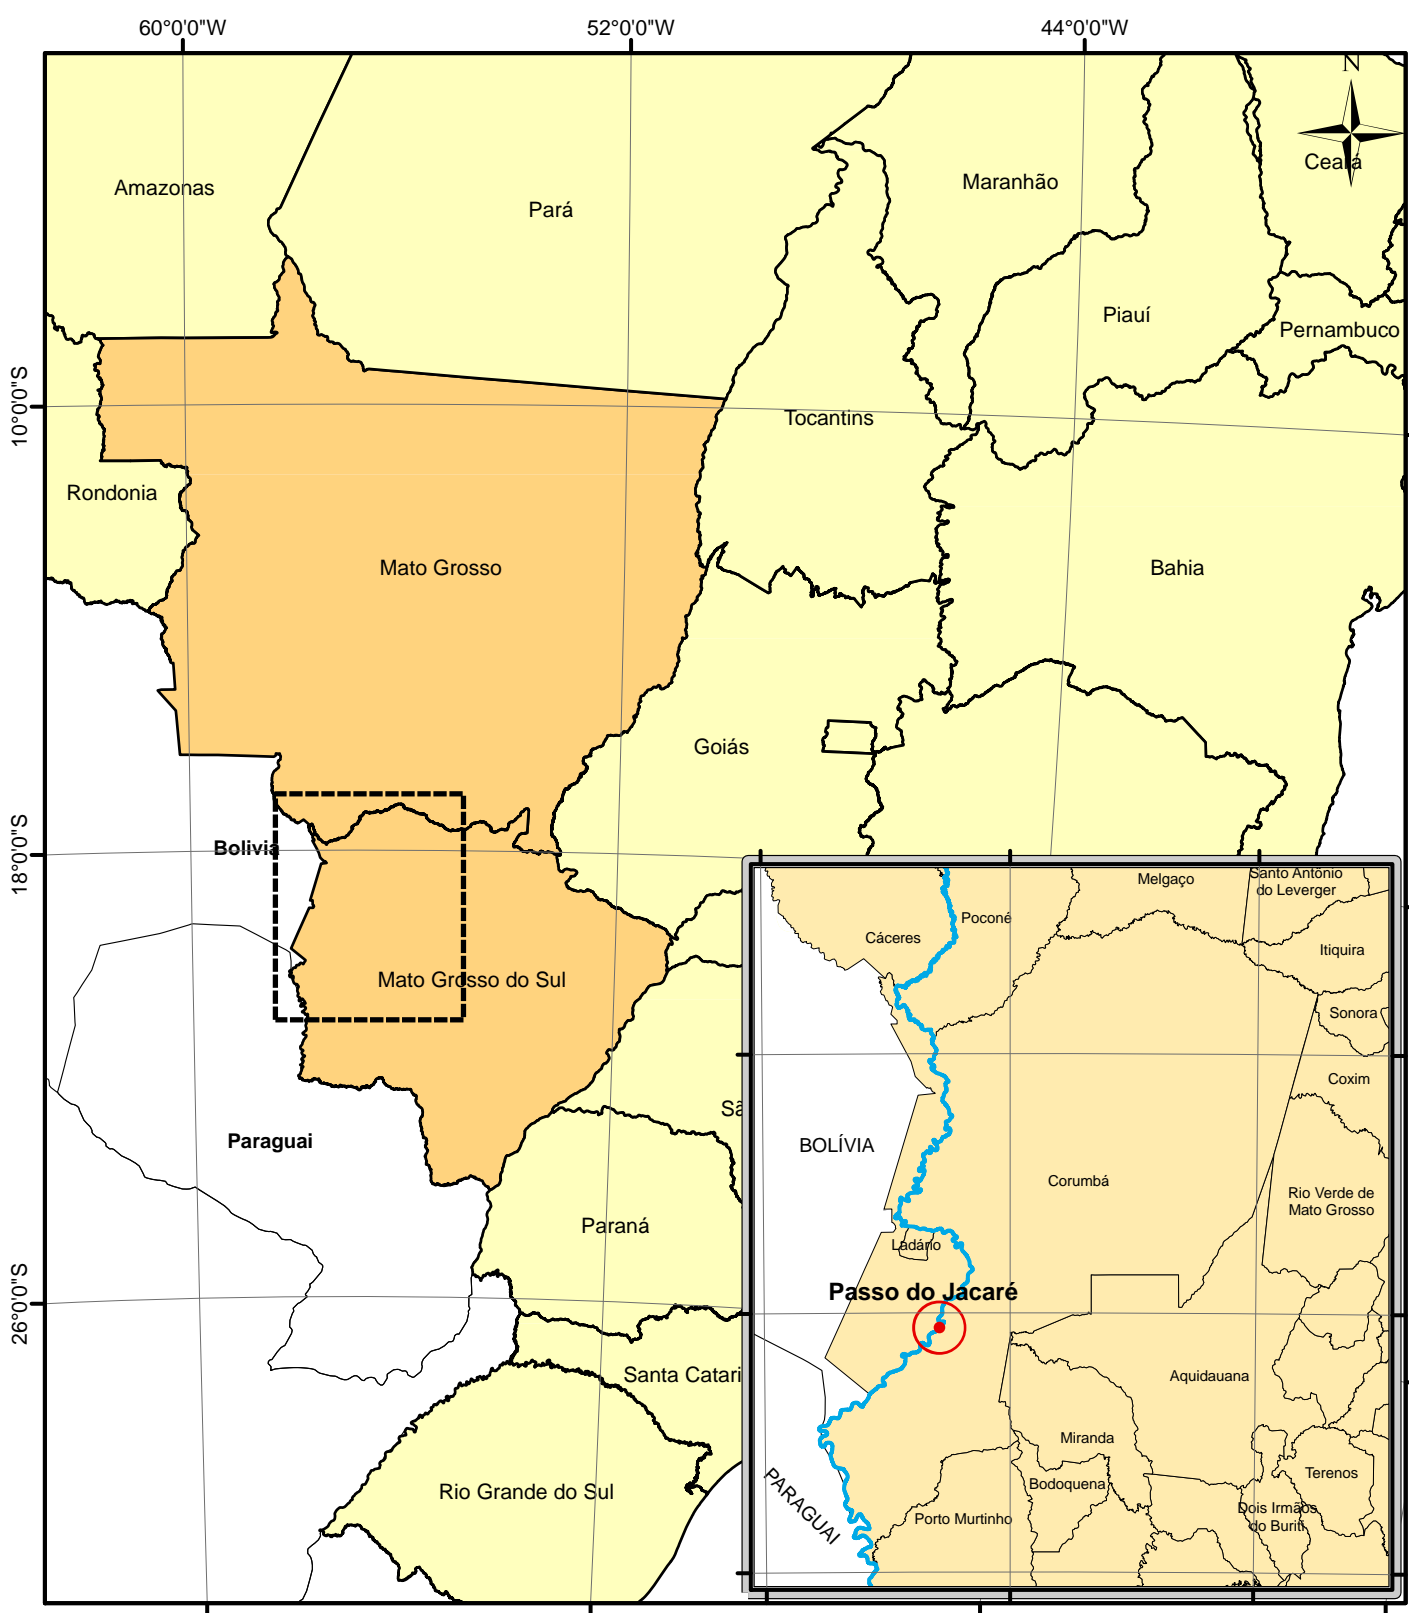 60°0'0"W
52°0'0"W
44°0'0"W
N
Ceará
Amazonas
Pará
Maranhão
Piauí
Pernambuco
10°0'0"S
Tocantins
Rondonia
Mato Grosso
Bahia
Goiás
18°0'0"S
Bolivia
Mato Grosso do Sul
Sã
Paraguai
Paraná
26°0'0"S
Santa Catari
Rio Grande do Sul
Melgaço
Santo Antônio
do Leverger
Poconé
Cáceres
Itiquira
Sonora
Coxim
BOLÍVIA
Corumbá
Rio Verde de
Mato Grosso
Ladário
Passo do Jacaré
Aquidauana
Miranda
Bodoquena
Terenos
PARAGUAI
Porto Murtinho
Dois Irmãos
do Buriti